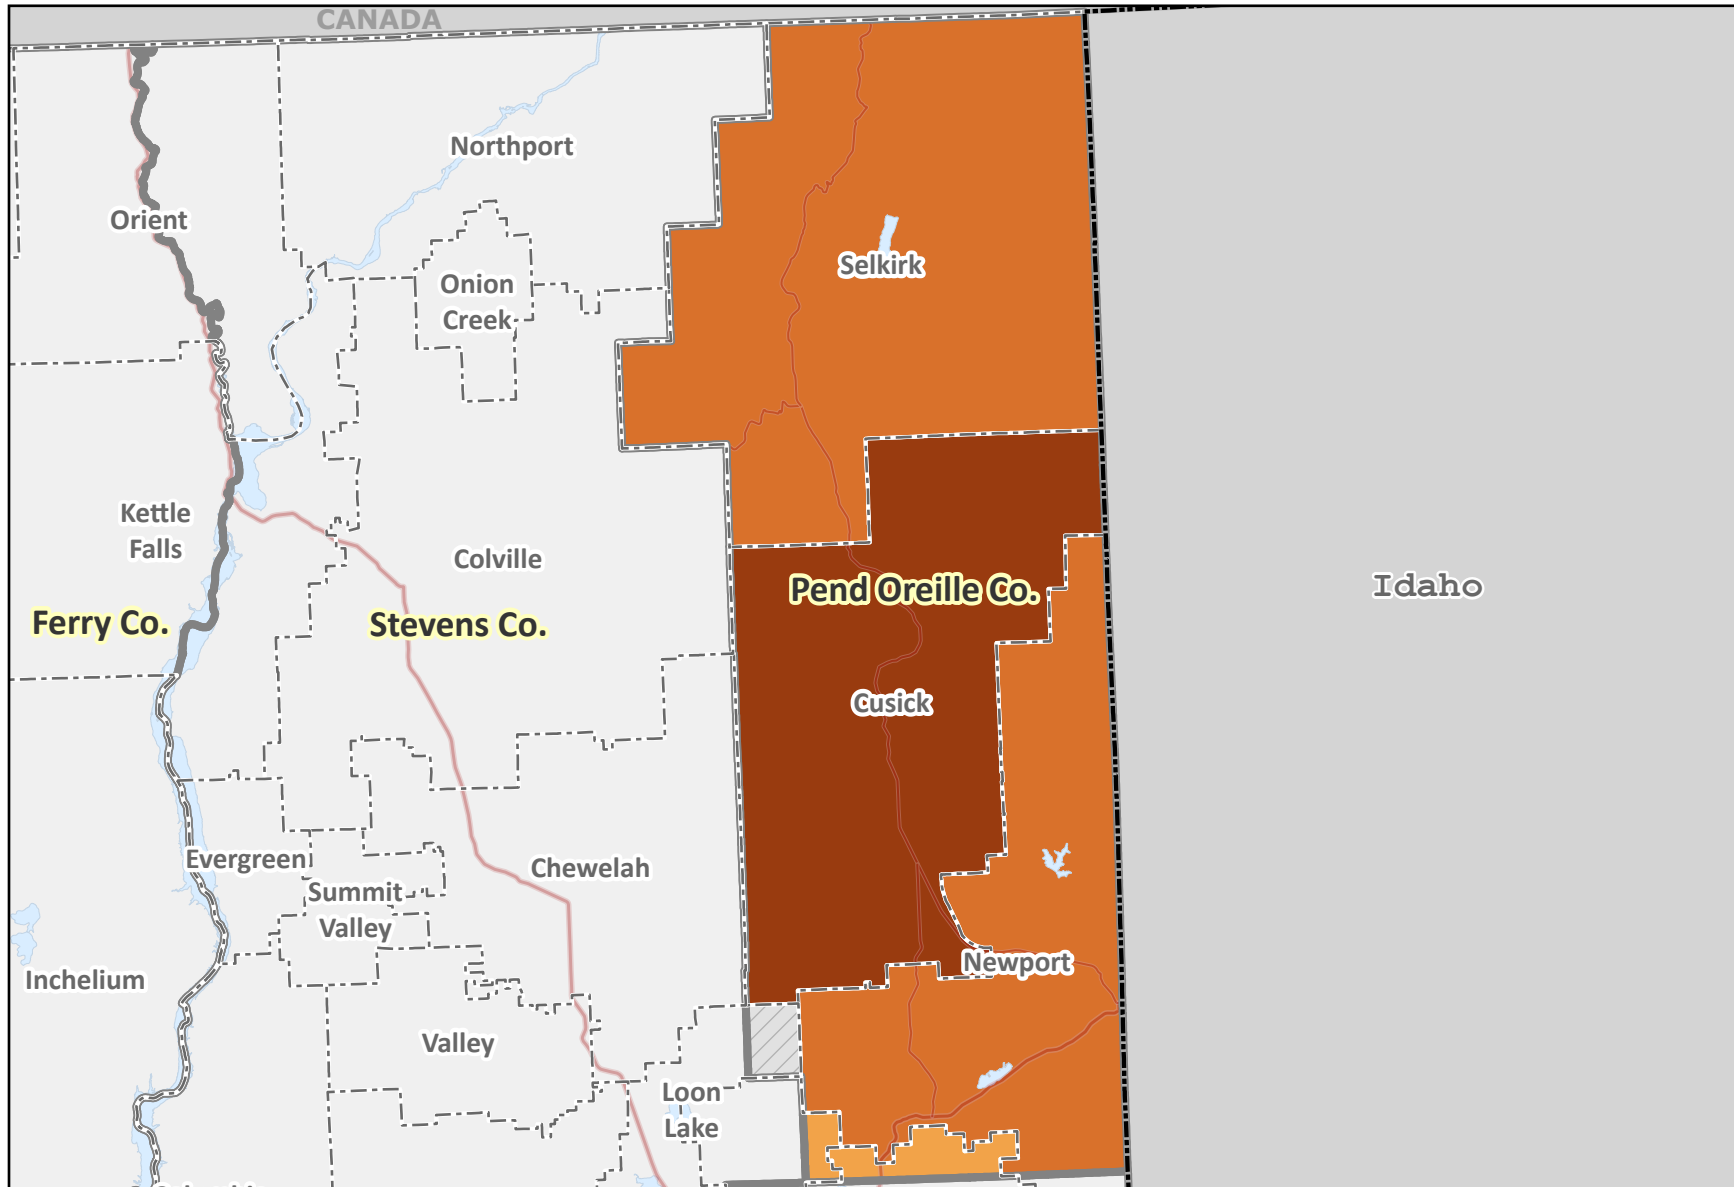 CANADA
Northport
Orient
Selkirk
Onion
Creek
Kettle
Falls
Colville
Pend Oreille Co.
Idaho
Ferry Co.
Stevens Co.
Cusick
Evergreen
Chewelah
Summit
Valley
Newport
Inchelium
Valley
Loon
Lake